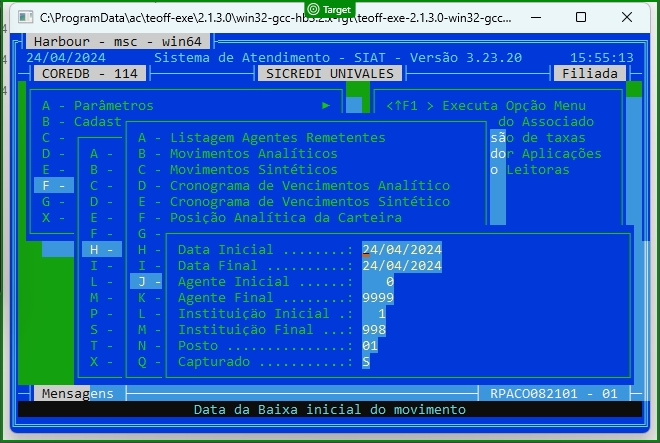 Target
C:\ProgramData\ac\teoff-exe\2.1.3.0\win32-gcc-hb32.x-rgt\teoff-exe-2.1.3.0-win32-gcc...
Harbour - msc - win64
24/04/2024 Sistema de Atendimento - SIAT - Versão 3.23.20 15:55:13
COREDB - 114 SICREDI UNIVALES Filiada
A - Parâmetros ► <↑F1 > Executa Opção Menu
B - Cadast do Associado
C - A - Listagem Agentes Remetentes são de taxas
D - A - B - Movimentos Analíticos dor Aplicações
E - B - C - Movimentos Sintéticos o Leitoras
F - C - D - Cronograma de Vencimentos Analítico
G - D - E - Cronograma de Vencimentos Sintético
X - E - F - Posição Analítica da Carteira
F - G -
H - H - Data Inicial ........: 24/04/2024
I - I - Data Final ..........: 24/04/2024
L - J - Agente Inicial ......: 0
M - K - Agente Final ........: 9999
P - L - Instituição Inicial .: 1
S - M - Instituição Final ...: 998
T - N - Posto ...............: 01
X - Q - Capturado ...........: S
Mensagens RPACO082101 - 01
Data da Baixa inicial do movimento